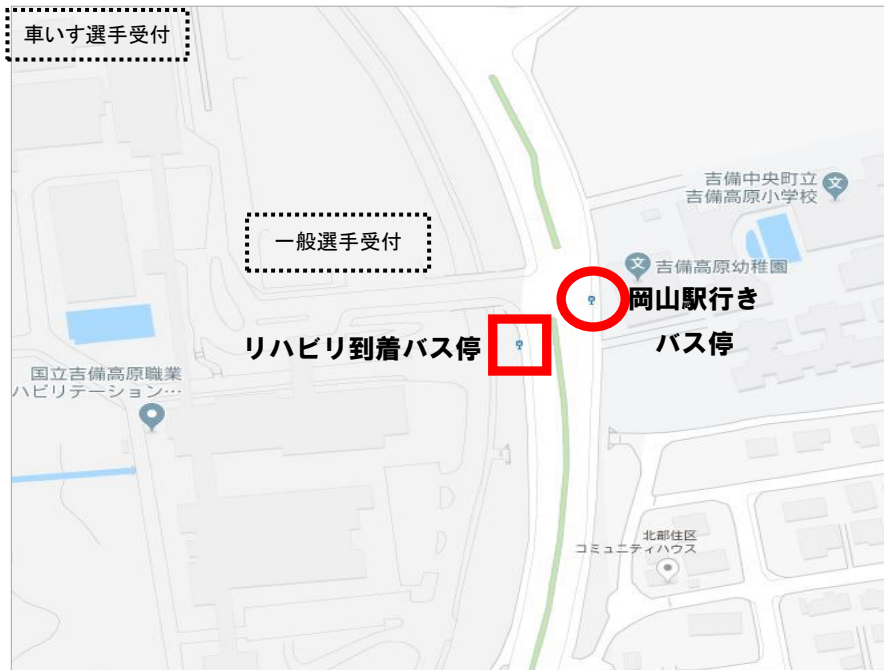 車いす選手受付
吉備中央町立
吉備高原小学校
文
一般選手受付
文
吉備高原幼稚園
岡山駅行き
バス停
リハビリ到着バス停
国立吉備高原職業
ハビリテーション…
北部住区
コミュニティハウス